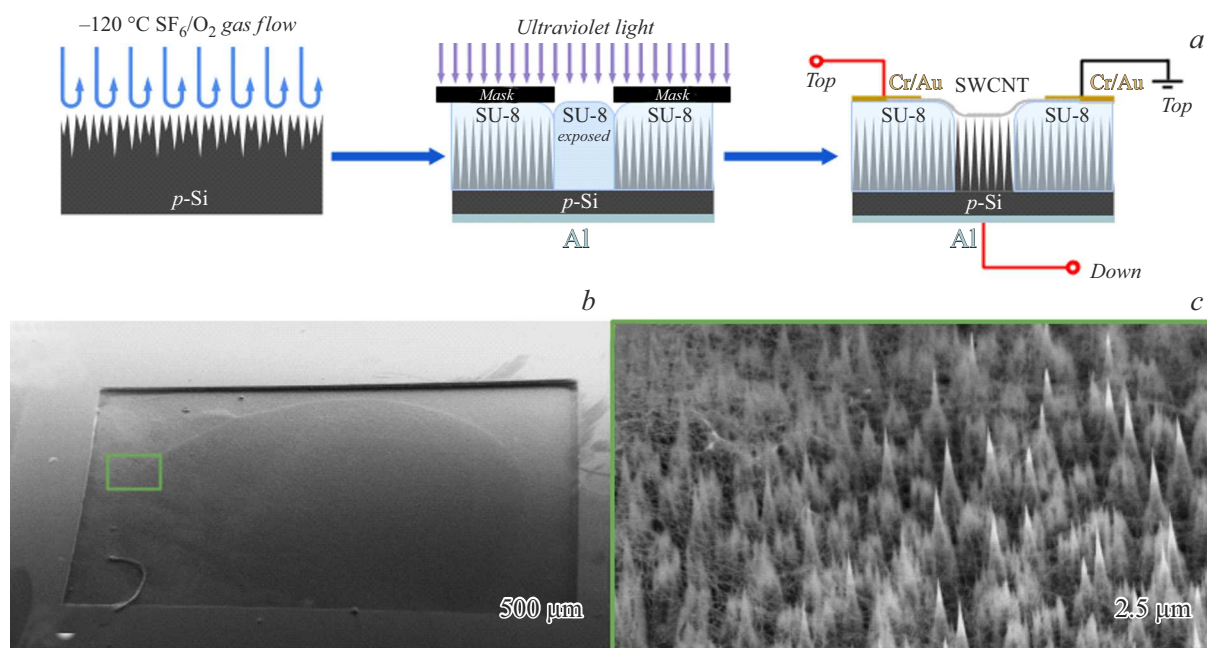 −120 °C SF₆/O₂ gas flow
p-Si
Ultraviolet light
Mask
Mask
SU-8
SU-8
SU-8
exposed
p-Si
Al
a
Top
Cr/Au
SWCNT
Cr/Au
Top
SU-8
SU-8
p-Si
Al
Down
b
500 μm
c
2.5 μm